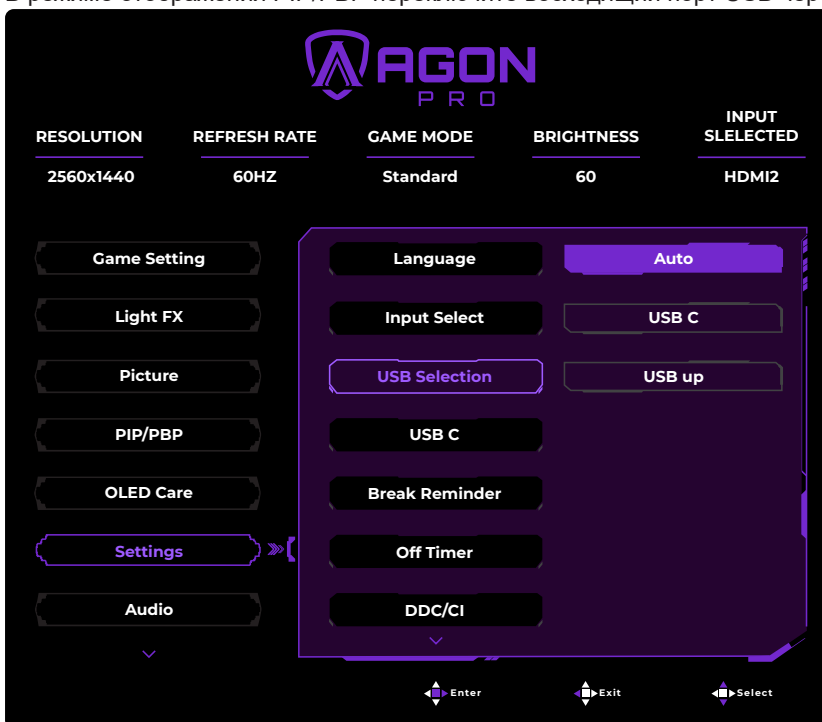 AGON
PRO
RESOLUTION REFRESH RATE GAME MODE BRIGHTNESS INPUT SLELECTED
2560x1440 60HZ Standard 60 HDMI2
Game Setting Language Auto
Light FX Input Select USB C
Picture USB Selection USB up
PIP/PBP USB C
OLED Care Break Reminder
Settings Off Timer
Audio DDC/CI
Enter Exit Select